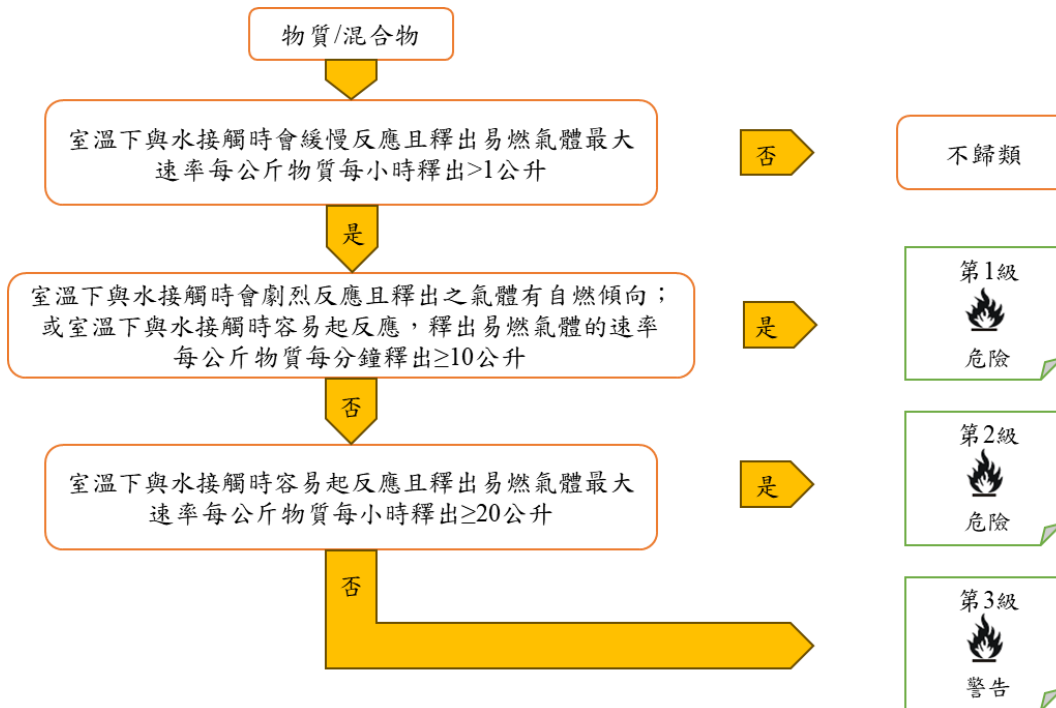 物質/混合物
室溫下與水接觸時會緩慢反應且釋出易燃氣體最大
速率每公斤物質每小時釋出>1公升
否
不歸類
是
室溫下與水接觸時會劇烈反應且釋出之氣體有自燃傾向；
或室溫下與水接觸時容易起反應，釋出易燃氣體的速率
每公斤物質每分鐘釋出≥10公升
是
第1級
危險
否
室溫下與水接觸時容易起反應且釋出易燃氣體最大
速率每公斤物質每小時釋出≥20公升
是
第2級
危險
否
第3級
警告